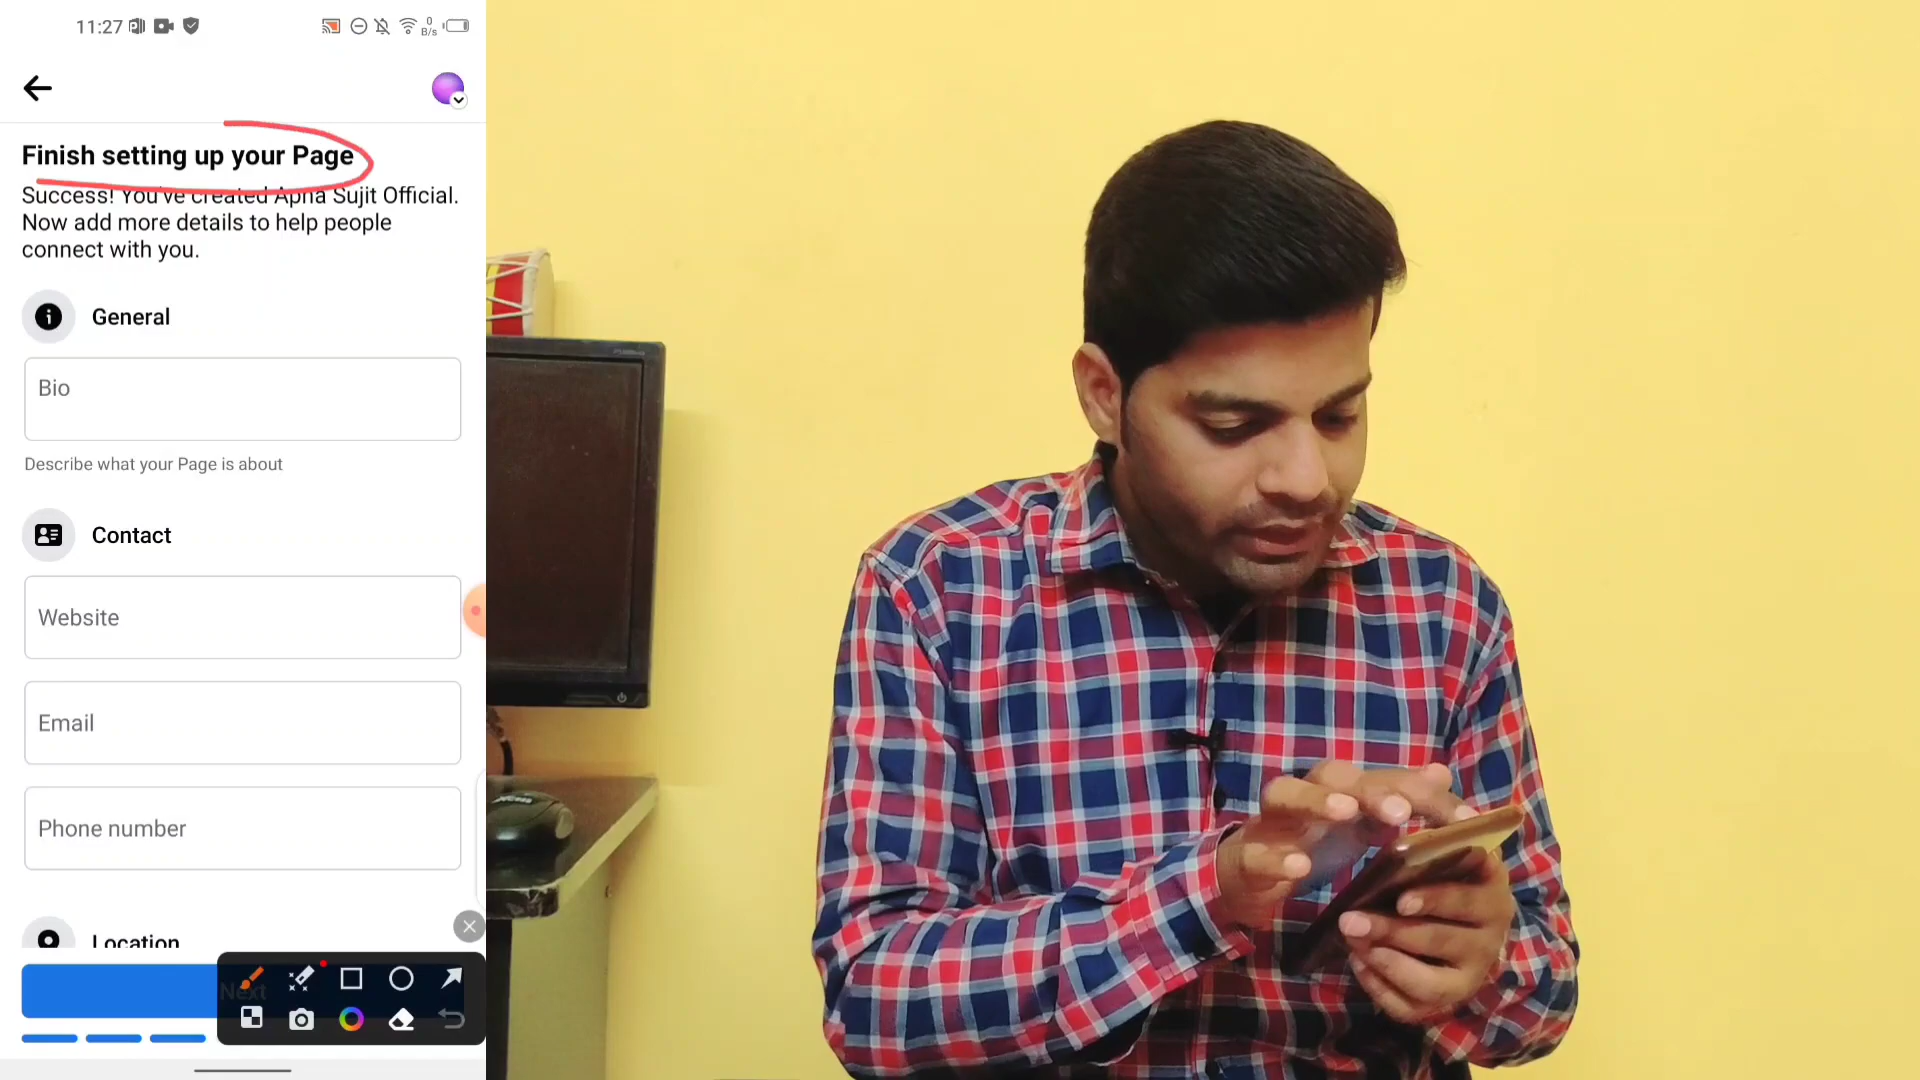 11:27
0
B/s
Finish setting up your Page
Success! You've created Apna Sujit Official.
Now add more details to help people
connect with you.
General
Bio
Describe what your Page is about
Contact
Website
Email
Phone number
Location
Next